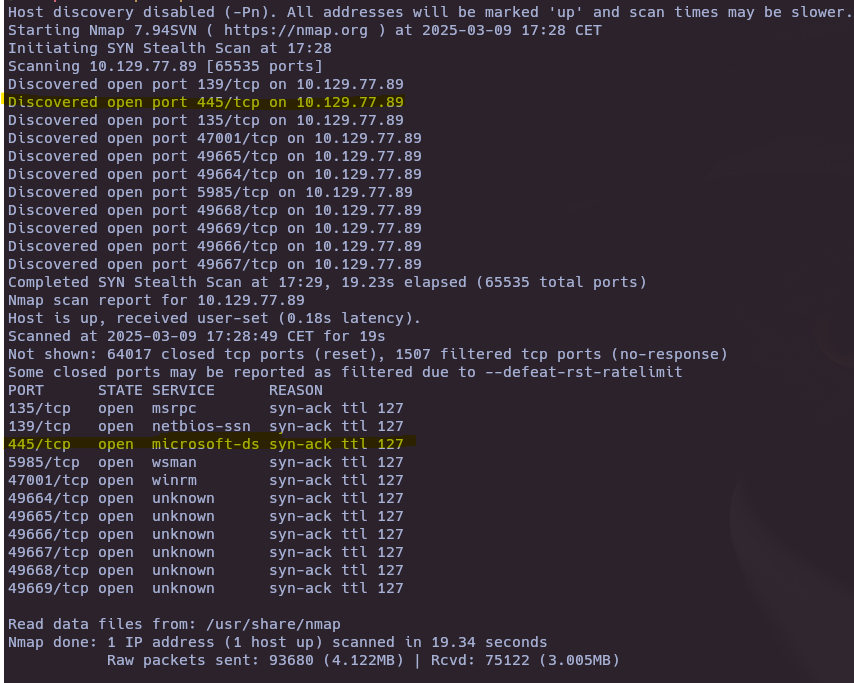 Host discovery disabled (-Pn). All addresses will be marked 'up' and scan times may be slower.
Starting Nmap 7.94SVN ( https://nmap.org ) at 2025-03-09 17:28 CET
Initiating SYN Stealth Scan at 17:28
Scanning 10.129.77.89 [65535 ports]
Discovered open port 139/tcp on 10.129.77.89
Discovered open port 445/tcp on 10.129.77.89
Discovered open port 135/tcp on 10.129.77.89
Discovered open port 47001/tcp on 10.129.77.89
Discovered open port 49665/tcp on 10.129.77.89
Discovered open port 49664/tcp on 10.129.77.89
Discovered open port 5985/tcp on 10.129.77.89
Discovered open port 49668/tcp on 10.129.77.89
Discovered open port 49669/tcp on 10.129.77.89
Discovered open port 49666/tcp on 10.129.77.89
Discovered open port 49667/tcp on 10.129.77.89
Completed SYN Stealth Scan at 17:29, 19.23s elapsed (65535 total ports)
Nmap scan report for 10.129.77.89
Host is up, received user-set (0.18s latency).
Scanned at 2025-03-09 17:28:49 CET for 19s
Not shown: 64017 closed tcp ports (reset), 1507 filtered tcp ports (no-response)
Some closed ports may be reported as filtered due to --defeat-rst-ratelimit
PORT      STATE SERVICE      REASON
135/tcp   open  msrpc        syn-ack ttl 127
139/tcp   open  netbios-ssn  syn-ack ttl 127
445/tcp   open  microsoft-ds syn-ack ttl 127
5985/tcp  open  wsman        syn-ack ttl 127
47001/tcp open  winrm        syn-ack ttl 127
49664/tcp open  unknown      syn-ack ttl 127
49665/tcp open  unknown      syn-ack ttl 127
49666/tcp open  unknown      syn-ack ttl 127
49667/tcp open  unknown      syn-ack ttl 127
49668/tcp open  unknown      syn-ack ttl 127
49669/tcp open  unknown      syn-ack ttl 127
Read data files from: /usr/share/nmap
Nmap done: 1 IP address (1 host up) scanned in 19.34 seconds
           Raw packets sent: 93680 (4.122MB) | Rcvd: 75122 (3.005MB)